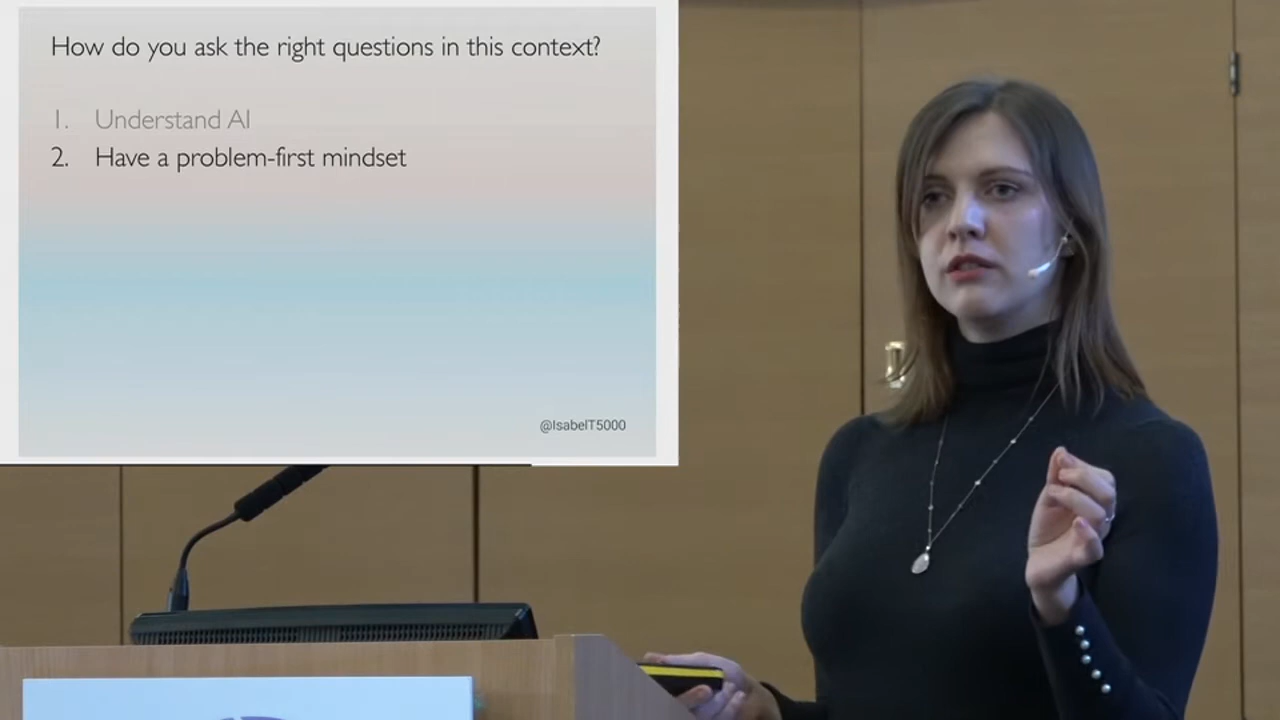 How do you ask the right questions in this context?
1. Understand AI
2. Have a problem-first mindset
@IsabelT5000